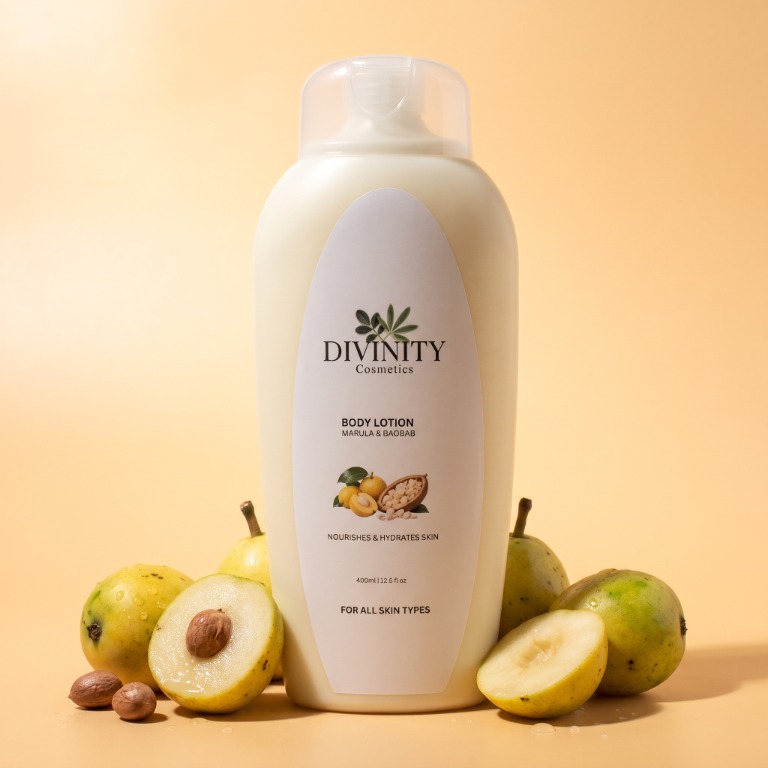 DIVINITY
Cosmetics
BODY LOTION
MARULA & BAOBAB
NOURISHES & HYDRATES SKIN
400ml | 12.6 fl oz
FOR ALL SKIN TYPES